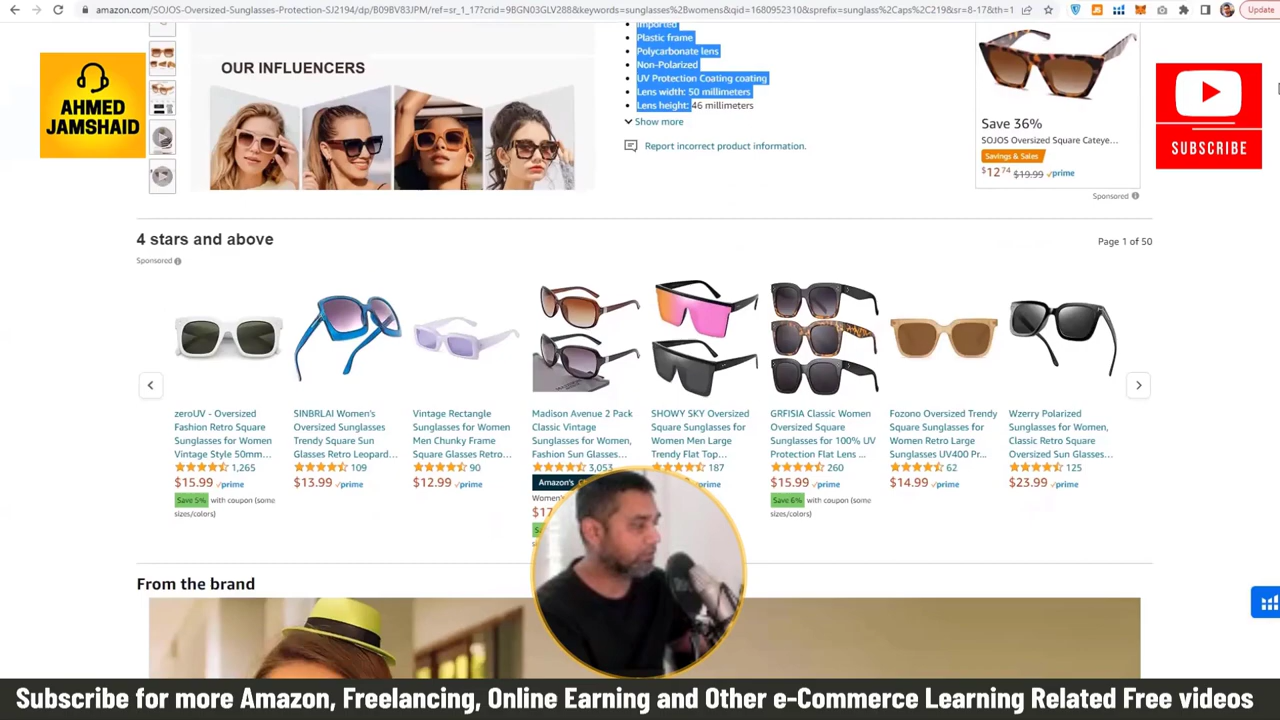 amazon.com/SOJOS-Oversized-Sunglasses-Protection-SJ2194/dp/B09BV83JPM/ref=sr_1_17?crid=9BGN03GLV288&keywords=sunglasses%2Bwomens&qid=1680952310&sprefix=sunglass%2Caps%2C219&sr=8-17&th=1
Update
AHMED
JAMSHAID
OUR INFLUENCERS
Imported
Plastic frame
Polycarbonate lens
Non-Polarized
UV Protection Coating coating
Lens width: 50 millimeters
Lens height: 46 millimeters
Show more
Report incorrect product information.
Save 36%
SOJOS Oversized Square Cateye...
Savings & Sales
$1274 $19.99 prime
Sponsored
SUBSCRIBE
4 stars and above
Page 1 of 50
Sponsored
zeroUV - Oversized
Fashion Retro Square
Sunglasses for Women
Vintage Style 50mm...
1,265
$15.99 prime
Save 5% with coupon (some
sizes/colors)
SINBRLAI Women's
Oversized Sunglasses
Trendy Square Sun
Glasses Retro Leopard...
109
$13.99 prime
Vintage Rectangle
Sunglasses for Women
Men Chunky Frame
Square Glasses Retro...
90
$12.99 prime
Madison Avenue 2 Pack
Classic Vintage
Sunglasses for Women,
Fashion Sun Glasses...
3,053
Amazon's
Women's
$17
SHOWY SKY Oversized
Sunglasses for
Women Men Large
Trendy Flat Top...
187
GRFISIA Classic Women
Oversized Square
Sunglasses for 100% UV
Protection Flat Lens ...
260
$15.99 prime
Save 6% with coupon (some
sizes/colors)
Fozono Oversized Trendy
Square Sunglasses for
Women Retro Large
Sunglasses UV400 Pr...
62
$14.99 prime
Wzerry Polarized
Sunglasses for Women,
Classic Retro Square
Oversized Sun Glasses...
125
$23.99 prime
From the brand
Subscribe for more Amazon, Freelancing, Online Earning and Other e-Commerce Learning Related Free videos